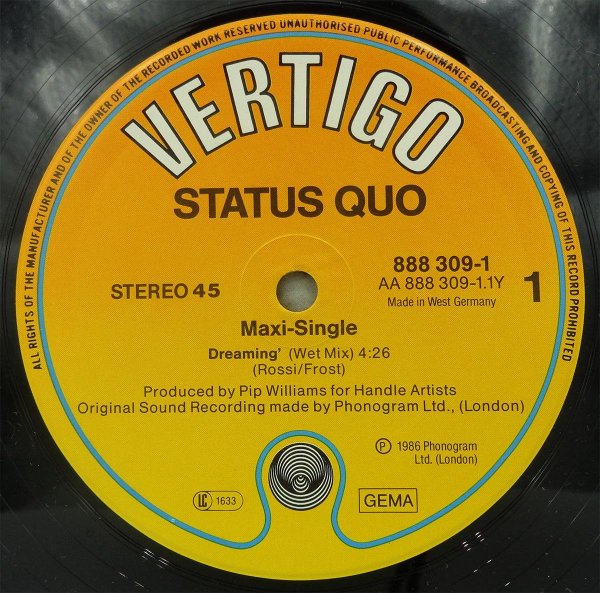 ALL RIGHTS OF THE MANUFACTURER AND OF THE OWNER OF THE RECORDED WORK RESERVED UNAUTHORISED PUBLIC PERFORMANCE BROADCASTING AND COPYING OF THIS RECORD PROHIBITED
VERTIGO
STATUS QUO
888 309-1
AA 888 309-1.1Y
Made in West Germany
1
STEREO 45
Maxi-Single
Dreaming' (Wet Mix) 4:26
(Rossi/Frost)
Produced by Pip Williams for Handle Artists
Original Sound Recording made by Phonogram Ltd., (London)
Ⓟ 1986 Phonogram
Ltd. (London)
LC 1633
GEMA